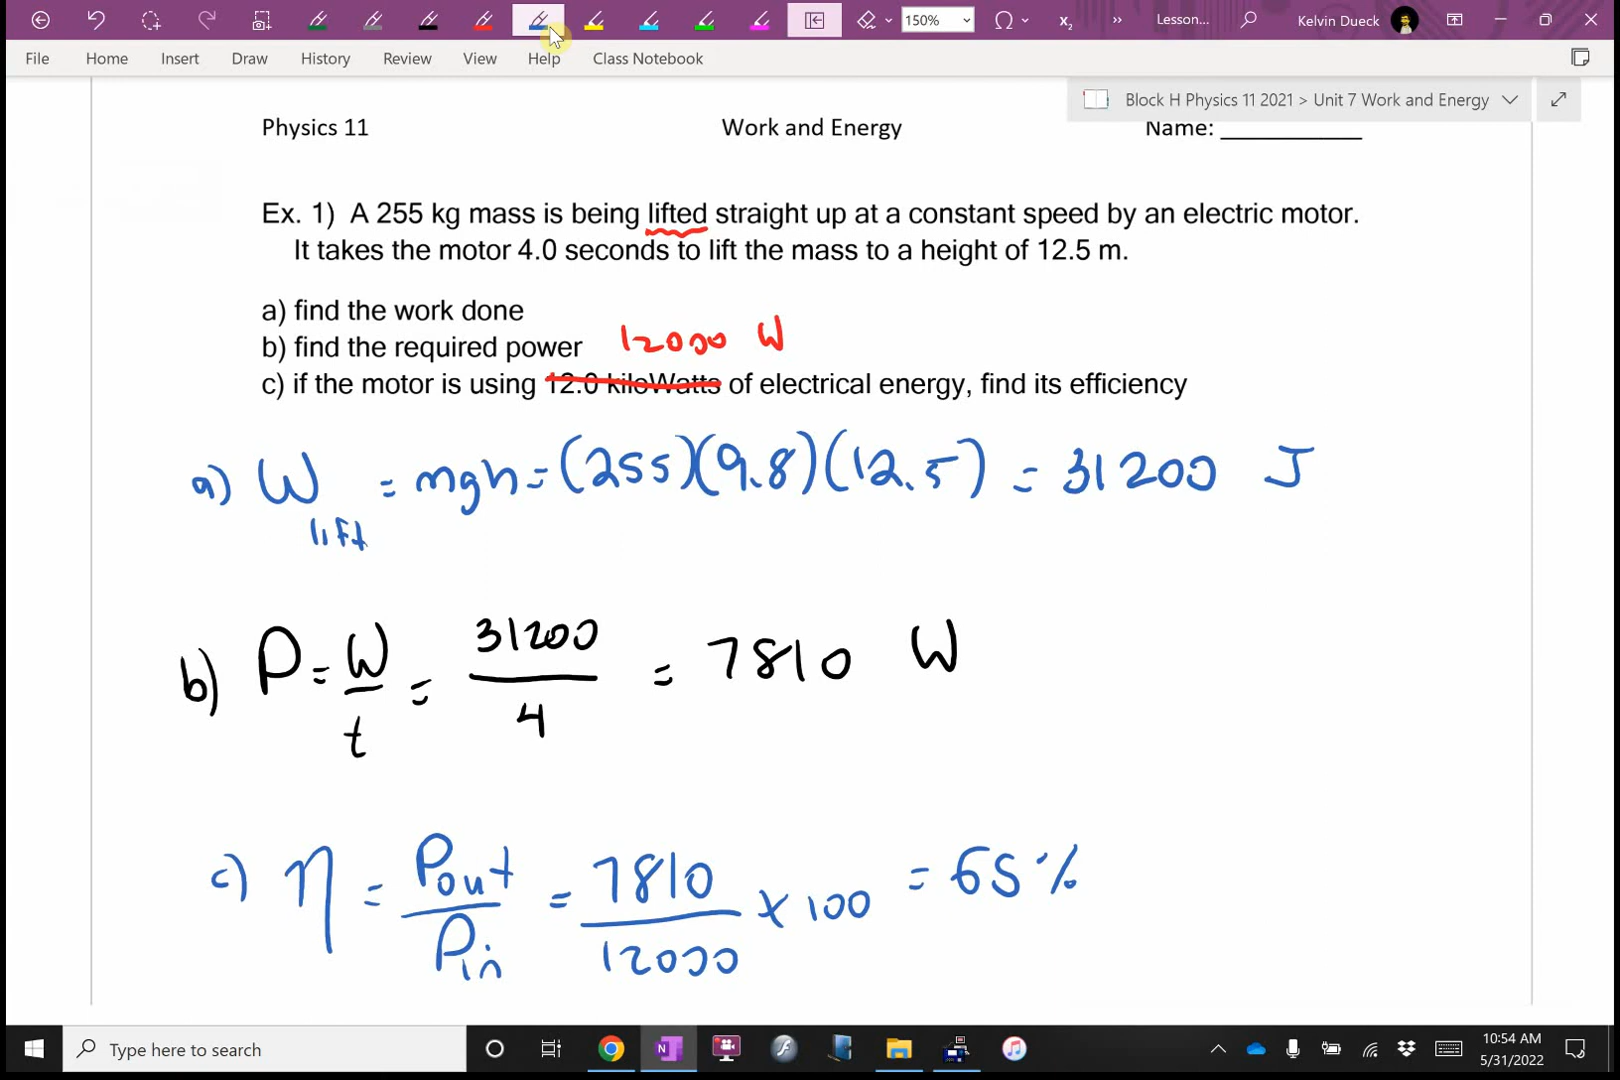 150%
Lesson...
Kelvin Dueck
File Home Insert Draw History Review View Help Class Notebook
Block H Physics 11 2021 > Unit 7 Work and Energy
Physics 11 Work and Energy Name: ____________
Ex. 1) A 255 kg mass is being lifted straight up at a constant speed by an electric motor.
It takes the motor 4.0 seconds to lift the mass to a height of 12.5 m.
a) find the work done
b) find the required power 12000 W
c) if the motor is using 12.0 kiloWatts of electrical energy, find its efficiency
a) W lift = mgh = (255)(9.8)(12.5) = 31200 J
b) P = W/t = 31200/4 = 7810 W
c) η = Pout/Pin = 7810/12000 × 100 = 65 %
Type here to search
10:54 AM
5/31/2022